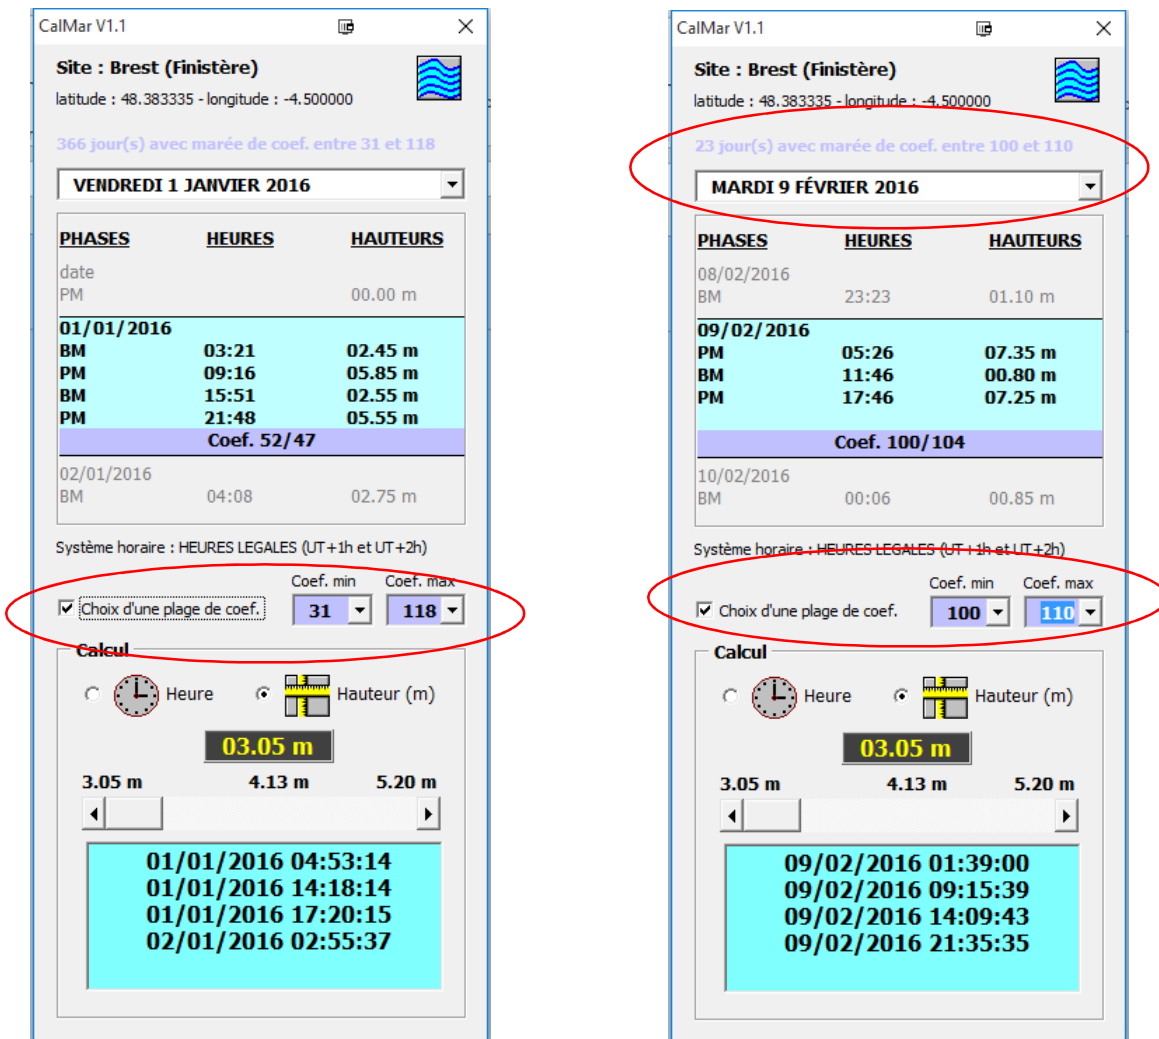 CalMar V1.1
Site : Brest (Finistère)
latitude : 48.383335 - longitude : -4.500000
366 jour(s) avec marée de coef. entre 31 et 118
VENDREDI 1 JANVIER 2016
PHASES HEURES HAUTEURS
date
PM 00.00 m
01/01/2016
BM 03:21 02.45 m
PM 09:16 05.85 m
BM 15:51 02.55 m
PM 21:48 05.55 m
Coef. 52/47
02/01/2016
BM 04:08 02.75 m
Système horaire : HEURES LEGALES (UT+1h et UT+2h)
Coef. min Coef. max
Choix d'une plage de coef. 31 118
Calcul
Heure Hauteur (m)
03.05 m
3.05 m 4.13 m 5.20 m
01/01/2016 04:53:14
01/01/2016 14:18:14
01/01/2016 17:20:15
02/01/2016 02:55:37
CalMar V1.1
Site : Brest (Finistère)
latitude : 48.383335 - longitude : -4.500000
23 jour(s) avec marée de coef. entre 100 et 110
MARDI 9 FÉVRIER 2016
PHASES HEURES HAUTEURS
08/02/2016
BM 23:23 01.10 m
09/02/2016
PM 05:26 07.35 m
BM 11:46 00.80 m
PM 17:46 07.25 m
Coef. 100/104
10/02/2016
BM 00:06 00.85 m
Système horaire : HEURES LEGALES (UT+1h et UT+2h)
Coef. min Coef. max
Choix d'une plage de coef. 100 110
Calcul
Heure Hauteur (m)
03.05 m
3.05 m 4.13 m 5.20 m
09/02/2016 01:39:00
09/02/2016 09:15:39
09/02/2016 14:09:43
09/02/2016 21:35:35